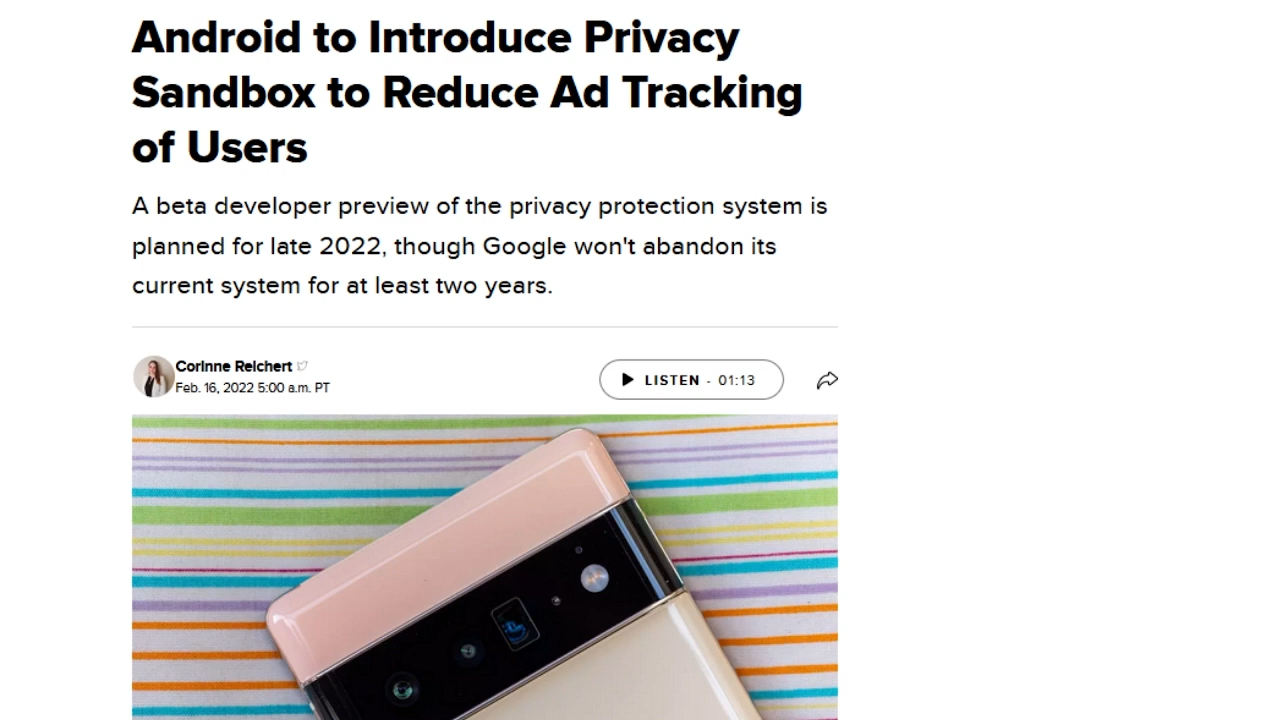 Android to Introduce Privacy
Sandbox to Reduce Ad Tracking
of Users
A beta developer preview of the privacy protection system is
planned for late 2022, though Google won't abandon its
current system for at least two years.
Corinne Reichert
Feb. 16, 2022 5:00 a.m. PT
LISTEN - 01:13